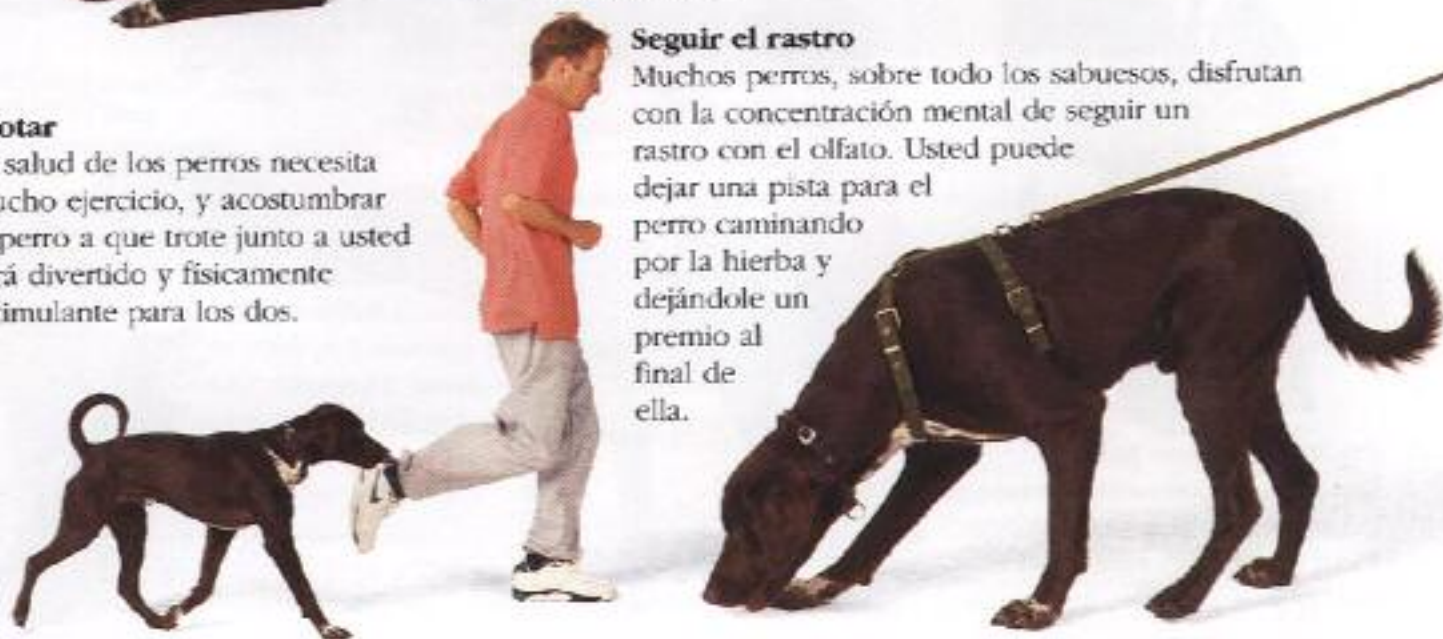 otar
salud de los perros necesita
ucho ejercicio, y acostumbrar
perro a que trote junto a usted
rá divertido y físicamente
timulante para los dos.
Seguir el rastro
Muchos perros, sobre todo los sabuesos, disfrutan
con la concentración mental de seguir un
rastro con el olfato. Usted puede
dejar una pista para el
perro caminando
por la hierba y
dejándole un
premio al
final de
ella.